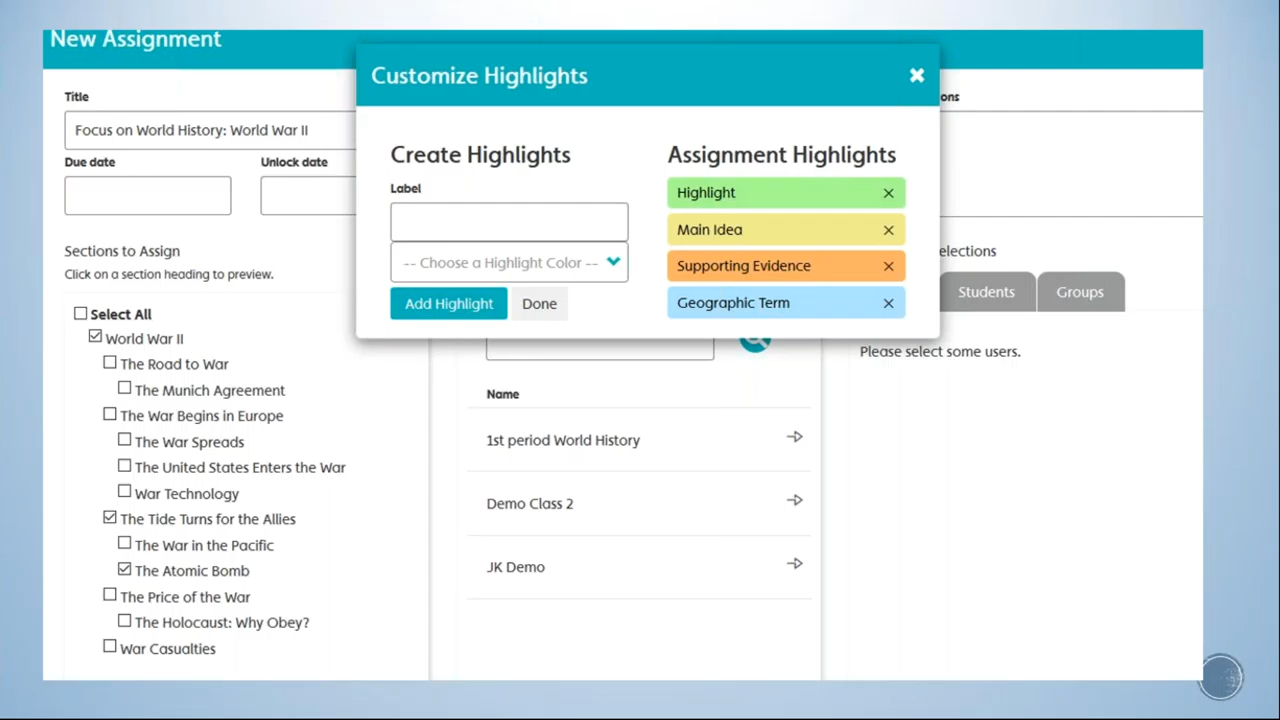 New Assignment
Customize Highlights
Title
ons
Focus on World History: World War II
Create Highlights
Assignment Highlights
Due date
Unlock date
Label
Highlight
Main Idea
-- Choose a Highlight Color --
Supporting Evidence
Add Highlight
Done
Geographic Term
Sections to Assign
Click on a section heading to preview.
elections
Students
Groups
Please select some users.
Select All
World War II
The Road to War
The Munich Agreement
The War Begins in Europe
The War Spreads
The United States Enters the War
War Technology
The Tide Turns for the Allies
The War in the Pacific
The Atomic Bomb
The Price of the War
The Holocaust: Why Obey?
War Casualties
Name
1st period World History
Demo Class 2
JK Demo